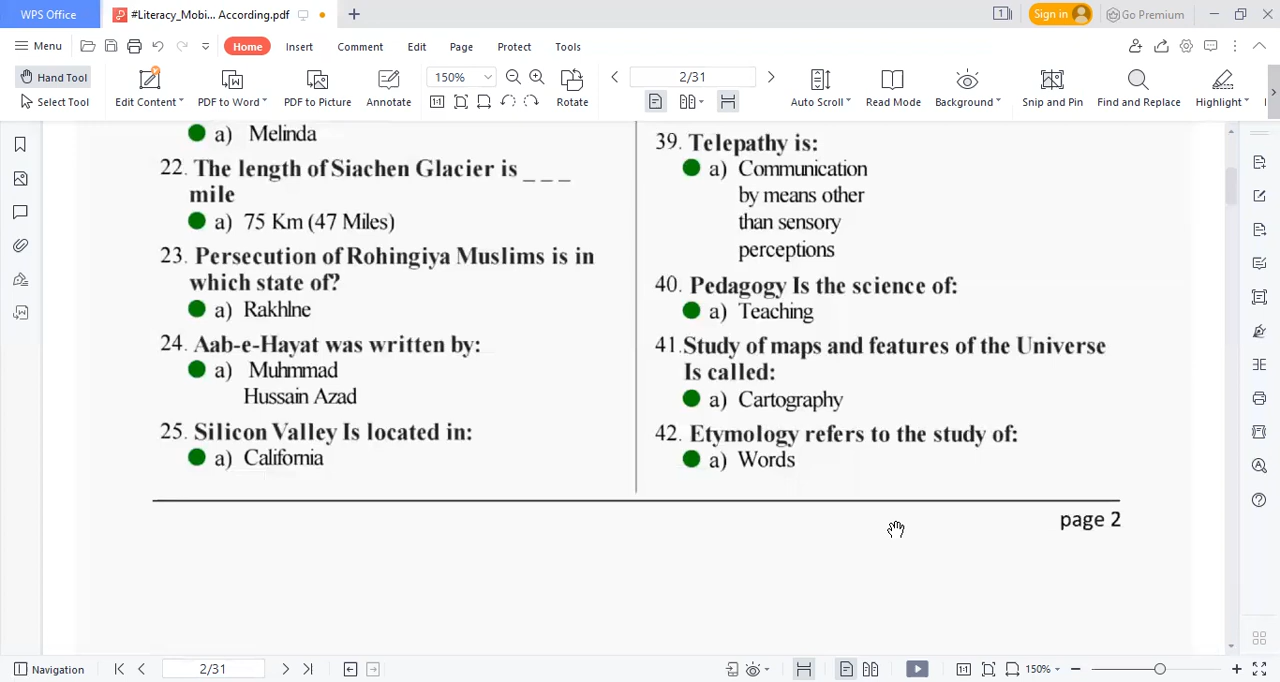 WPS Office
#Literacy_Mobi... According.pdf
Sign in
Go Premium
Menu
Home
Insert
Comment
Edit
Page
Protect
Tools
Hand Tool
Select Tool
Edit Content
PDF to Word
PDF to Picture
Annotate
150%
Rotate
2/31
Auto Scroll
Read Mode
Background
Snip and Pin
Find and Replace
Highlight
a) Melinda
22. The length of Siachen Glacier is _ _ _
mile
a) 75 Km (47 Miles)
23. Persecution of Rohingiya Muslims is in
which state of?
a) Rakhlne
24. Aab-e-Hayat was written by:
a) Muhmmad
Hussain Azad
25. Silicon Valley Is located in:
a) California
39. Telepathy is:
a) Communication
by means other
than sensory
perceptions
40. Pedagogy Is the science of:
a) Teaching
41.Study of maps and features of the Universe
Is called:
a) Cartography
42. Etymology refers to the study of:
a) Words
page 2
Navigation
2/31
150%